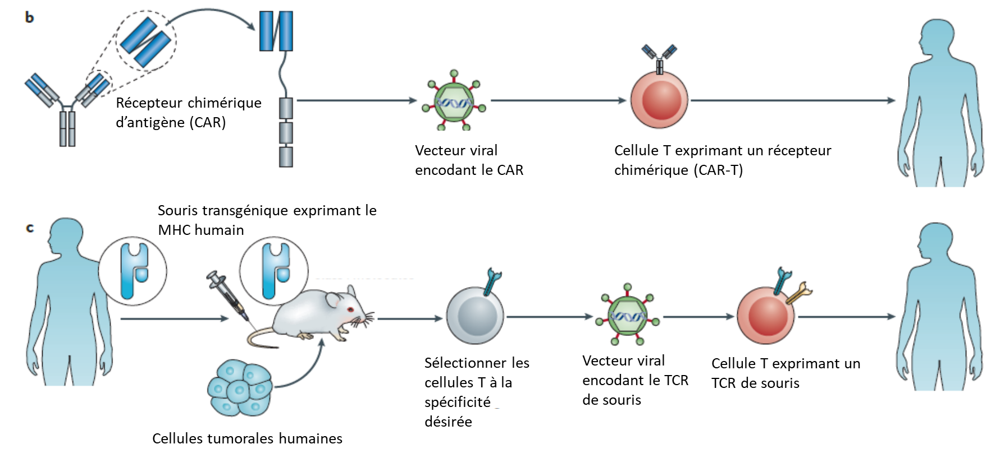 b
Récepteur chimérique
d’antigène (CAR)
Vecteur viral
encodant le CAR
Cellule T exprimant un récepteur
chimérique (CAR-T)
c
Souris transgénique exprimant le
MHC humain
Cellules tumorales humaines
Sélectionner les
cellules T à la
spécificité
désirée
Vecteur viral
encodant le TCR
de souris
Cellule T exprimant un
TCR de souris